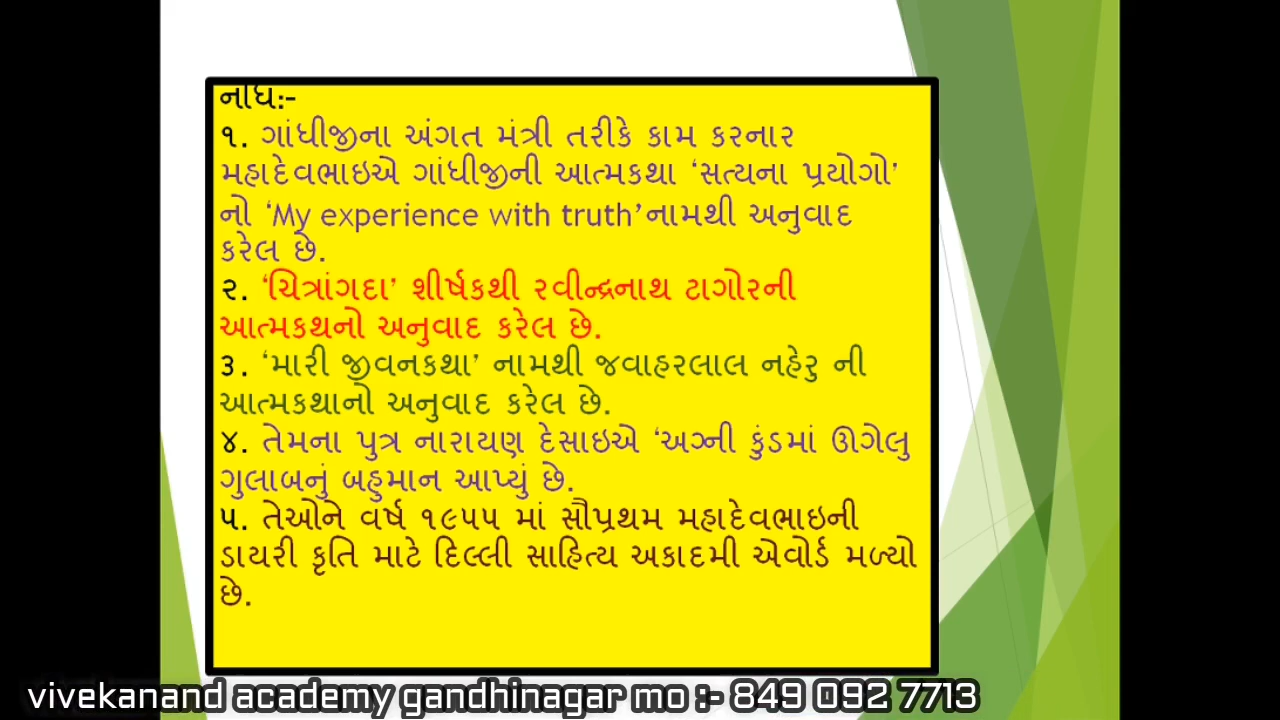 નોંધ:-
૧. ગાંધીજીના અંગત મંત્રી તરીકે કામ કરનાર
મહાદેવભાઇએ ગાંધીજીની આત્મકથા ‘સત્યના પ્રયોગો’
નો ‘My experience with truth’નામથી અનુવાદ
કરેલ છે.
૨. ‘ચિત્રાંગદા’ શીર્ષકથી રવીન્દ્રનાથ ટાગોરની
આત્મકથનો અનુવાદ કરેલ છે.
૩. ‘મારી જીવનકથા’ નામથી જવાહરલાલ નહેરુ ની
આત્મકથાનો અનુવાદ કરેલ છે.
૪. તેમના પુત્ર નારાયણ દેસાઇએ ‘અગ્ની કુંડમાં ઊગેલુ
ગુલાબનું બહુમાન આપ્યું છે.
૫. તેઓને વર્ષ ૧૯૫૫ માં સૌપ્રથમ મહાદેવભાઇની
ડાયરી કૃતિ માટે દિલ્લી સાહિત્ય અકાદમી એવોર્ડ મળ્યો
છે.
vivekanand academy gandhinagar mo :- 849 092 7713